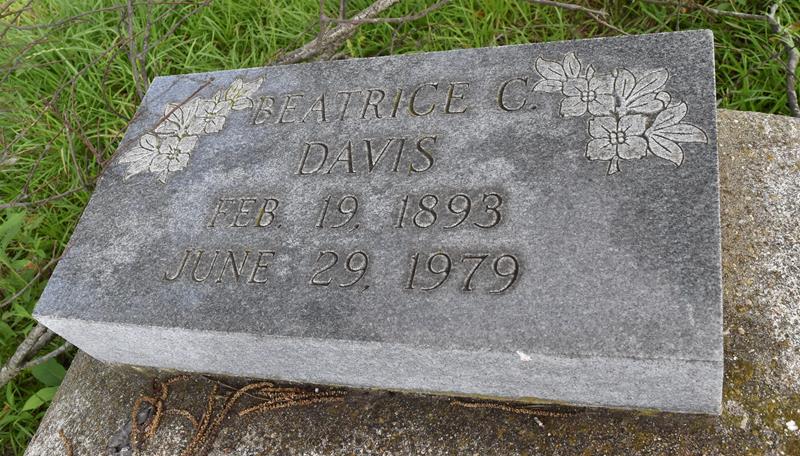 BEATRICE C.
DAVIS
FEB. 19, 1893
JUNE 29, 1979